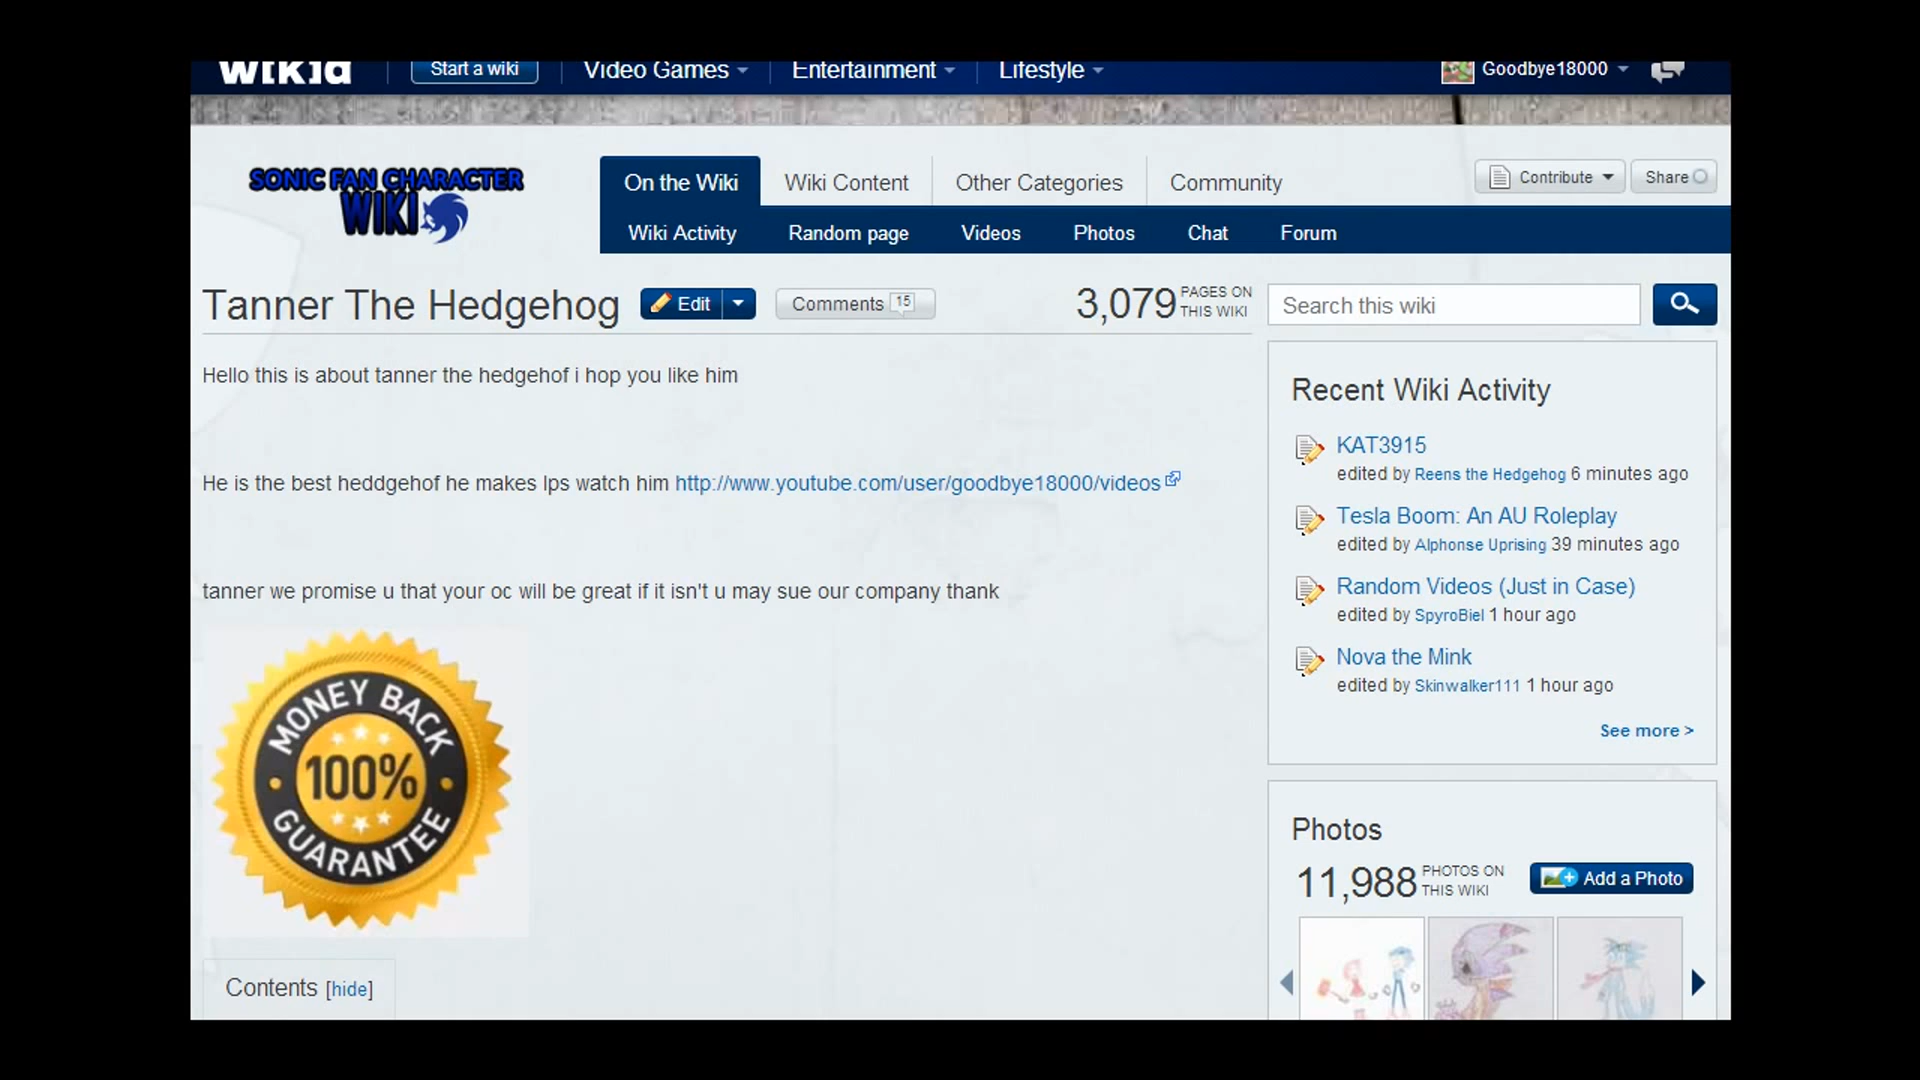 wikia
Start a wiki
Video Games
Entertainment
Lifestyle
Goodbye18000
SONIC FAN CHARACTER
WIKI
On the Wiki
Wiki Content
Other Categories
Community
Contribute
Share
Wiki Activity
Random page
Videos
Photos
Chat
Forum
Tanner The Hedgehog
Edit
Comments 15
3,079 PAGES ON
THIS WIKI
Search this wiki
Hello this is about tanner the hedgehof i hop you like him
He is the best heddgehof he makes lps watch him http://www.youtube.com/user/goodbye18000/videos
tanner we promise u that your oc will be great if it isn't u may sue our company thank
MONEY BACK
100%
GUARANTEE
Contents [hide]
Recent Wiki Activity
KAT3915
edited by Reens the Hedgehog 6 minutes ago
Tesla Boom: An AU Roleplay
edited by Alphonse Uprising 39 minutes ago
Random Videos (Just in Case)
edited by SpyroBiel 1 hour ago
Nova the Mink
edited by Skinwalker111 1 hour ago
See more >
Photos
11,988 PHOTOS ON
THIS WIKI
Add a Photo